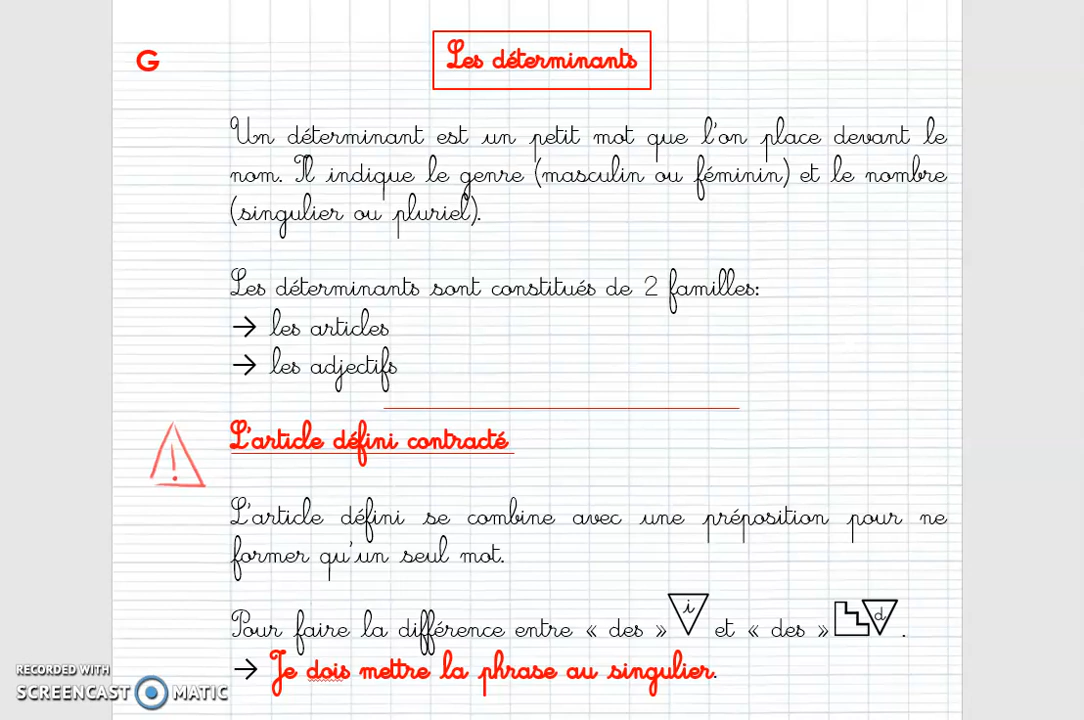 G
Les déterminants
Un déterminant est un petit mot que l'on place devant le
nom. Il indique le genre (masculin ou féminin) et le nombre
(singulier ou pluriel).
Les déterminants sont constitués de 2 familles:
→ les articles
→ les adjectifs
L'article défini contracté
L'article défini se combine avec une préposition pour ne
former qu'un seul mot.
Pour faire la différence entre « des » i et « des » d .
→ Je dois mettre la phrase au singulier.
RECORDED WITH
SCREENCAST MATIC